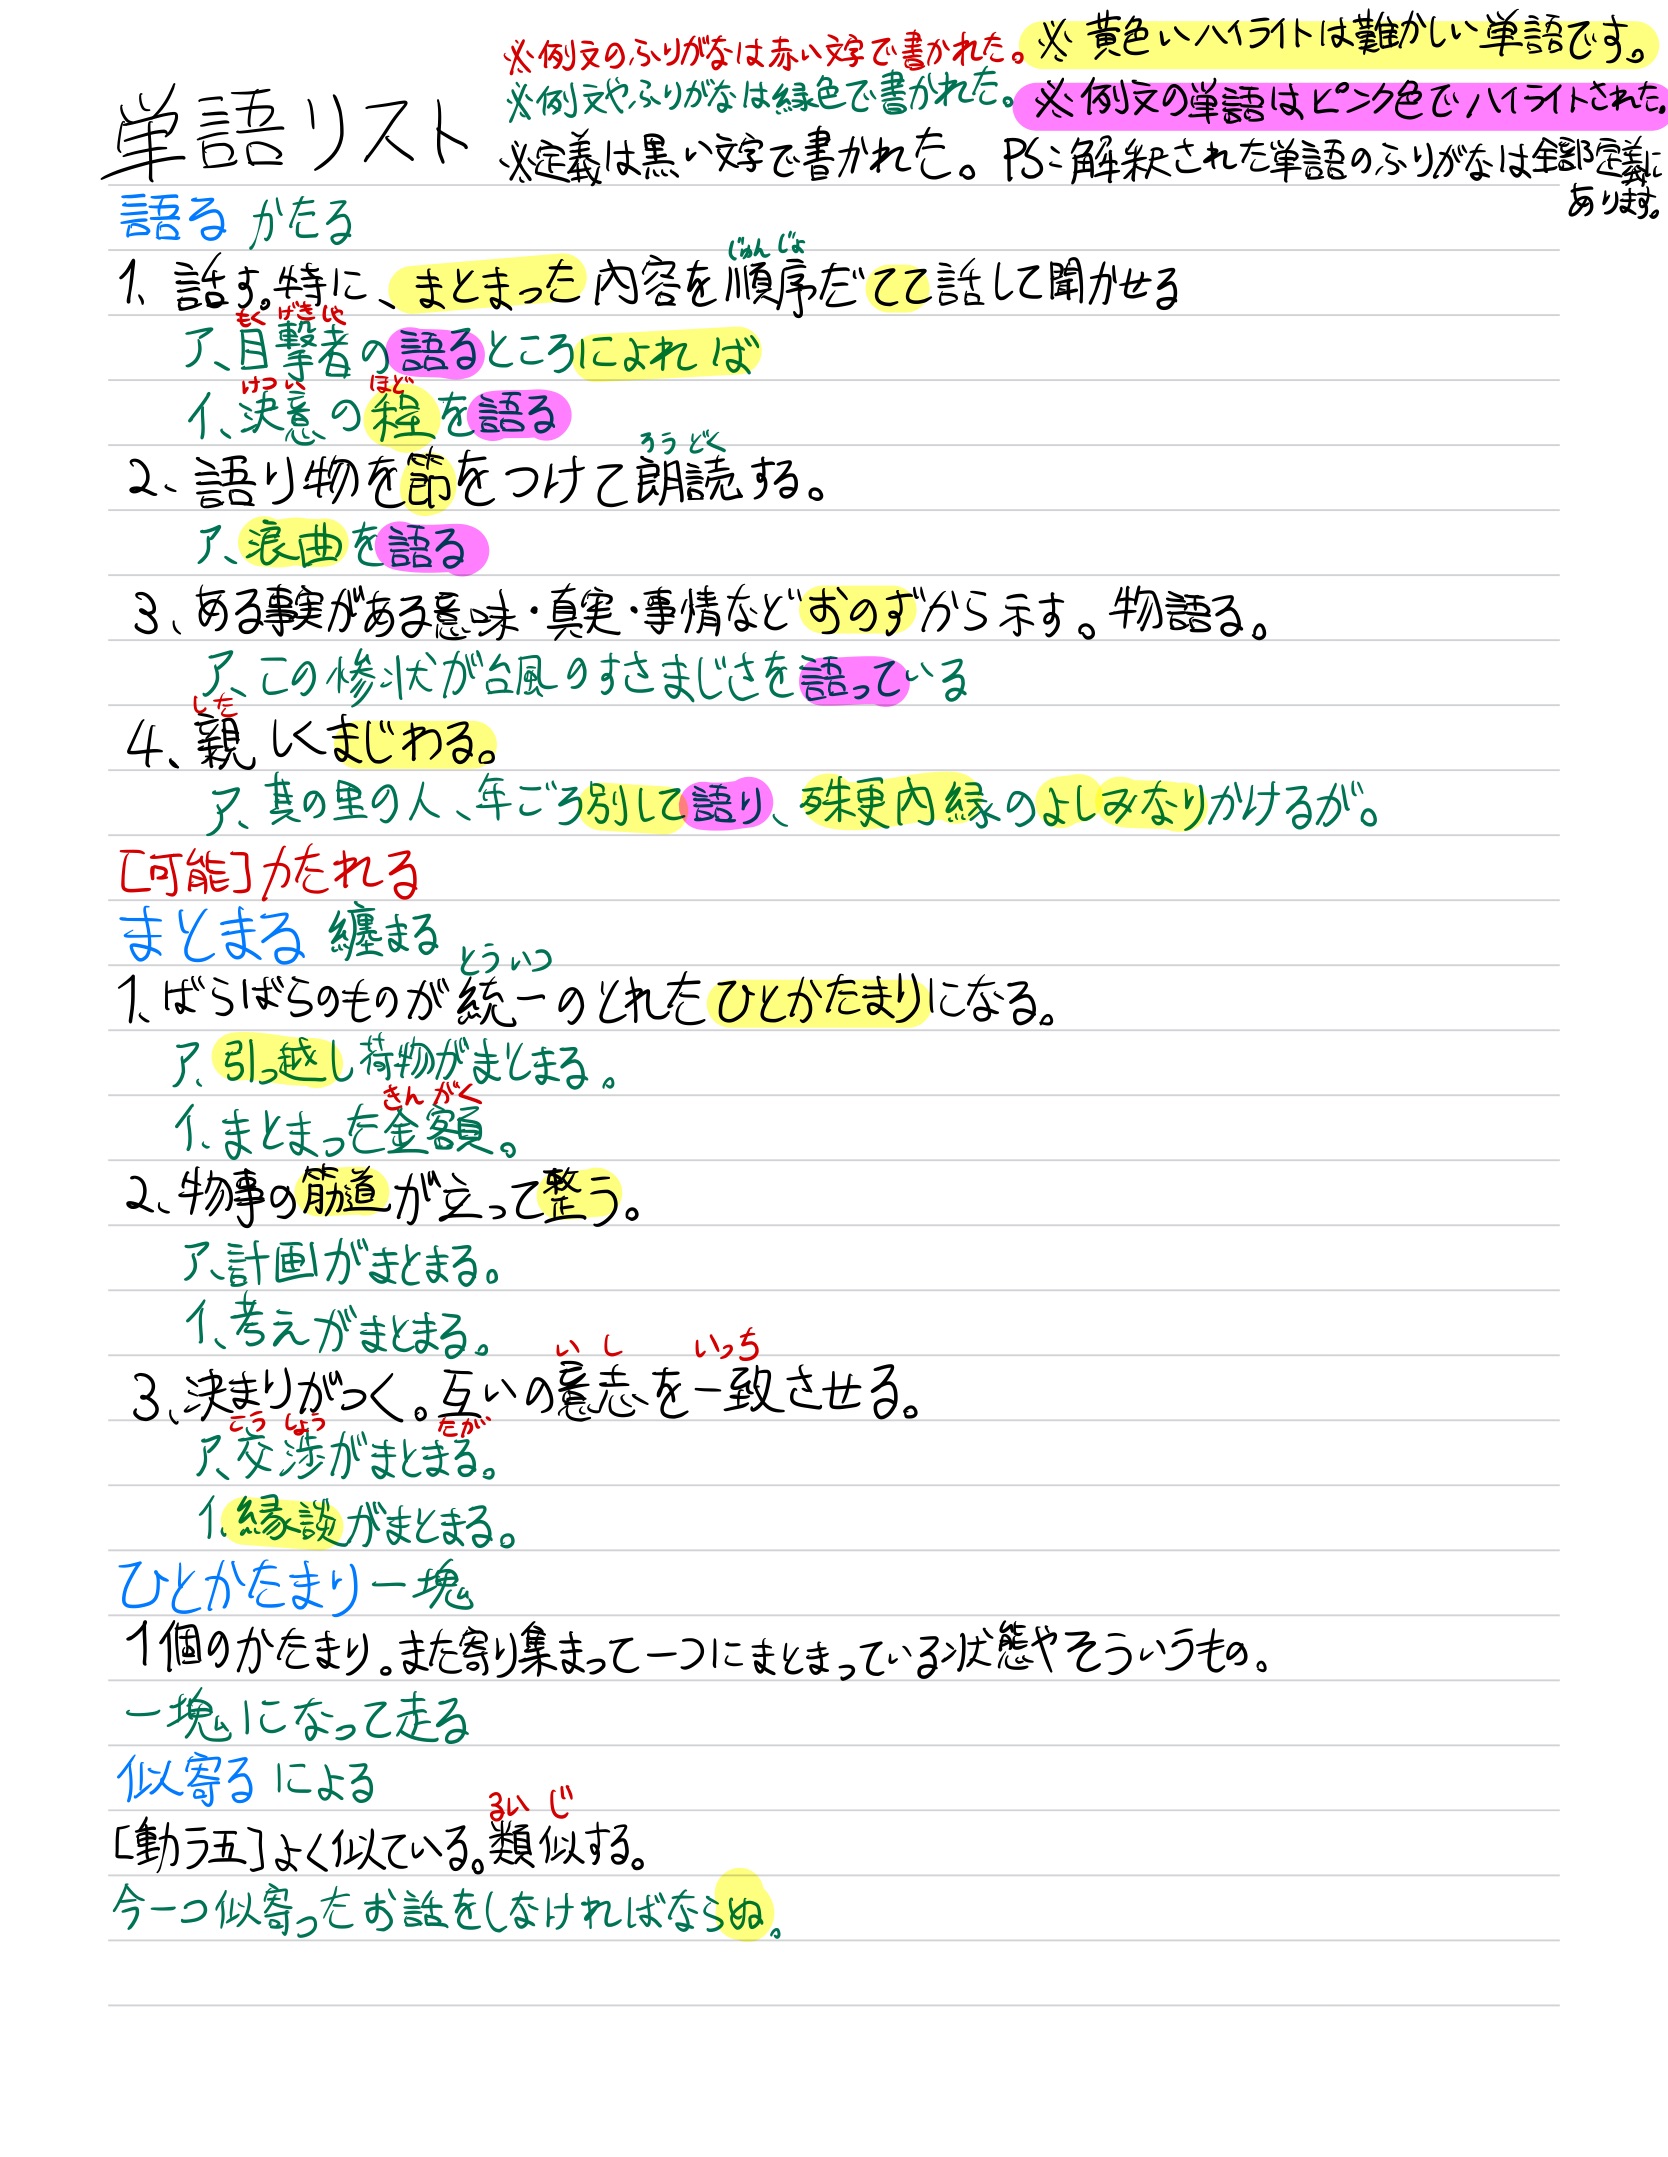 ※例文のふりがなは赤い文字で書かれた。
※黄色いハイライトは難かしい単語です。
※例文やふりがなは緑色で書かれた。
※例文の単語はピンク色でハイライトされた。
単語リスト
※定義は黒い文字で書かれた。 PS:解釈された単語のふりがなは全部定義に
あります。
語る かたる
じゅんじょ
1、話す。特に、まとまった内容を順序だてて話して聞かせる
もくげきしゃ
ア、目撃者の語るところによれば
けつい ほど
イ、決意の程を語る
ろうどく
2、語り物を節をつけて朗読する。
ア、浪曲を語る
3、ある事実がある意味・真実・事情などおのずから示す。物語る。
ア、この惨状が台風のすさまじさを語っている
した
4、親しくまじわる。
ア、其の里の人、年ごろ別して語り、殊更内縁のよしみなりかけるが。
[可能]かたれる
まとまる 纏まる
とういつ
1、ばらばらのものが統一のとれたひとかたまりになる。
ア、引っ越し荷物がまとまる。
きんがく
イ、まとまった金額。
2、物事の筋道が立って整う。
ア、計画がまとまる。
イ、考えがまとまる。
いし いっち
3、決まりがつく。互いの意志を一致させる。
こうしょう たが
ア、交渉がまとまる。
イ、縁談がまとまる。
ひとかたまり 一塊
1個のかたまり。また寄り集まって一つにまとまっている状態やそういうもの。
一塊になって走る
似寄る による
るいじ
[動ラ五]よく似ている。類似する。
今一つ似寄ったお話をしなければならぬ。